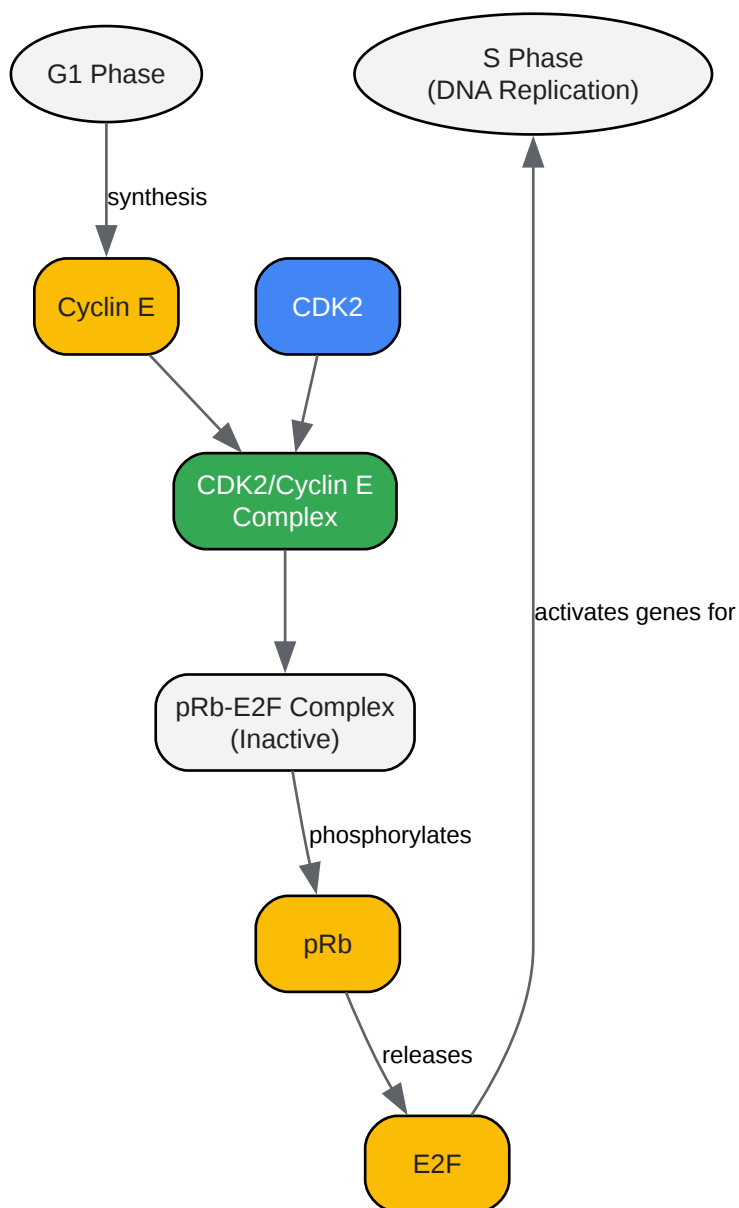 G1 Phase
S Phase
(DNA Replication)
synthesis
Cyclin E
CDK2
CDK2/Cyclin E
Complex
activates genes for
pRb-E2F Complex
(Inactive)
phosphorylates
pRb
releases
E2F